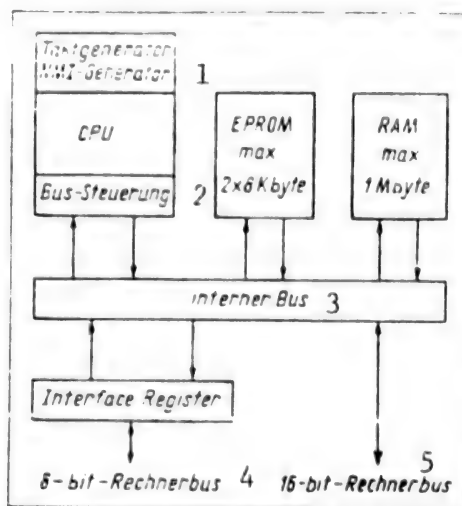 Taktgenerator
NMI-Generator 1
CPU
Bus-Steuerung 2
EPROM
max
2x8 Kbyte
RAM
max
1 Mbyte
interner Bus 3
Interface Register
8-bit-Rechnerbus 4
16-bit-Rechnerbus 5